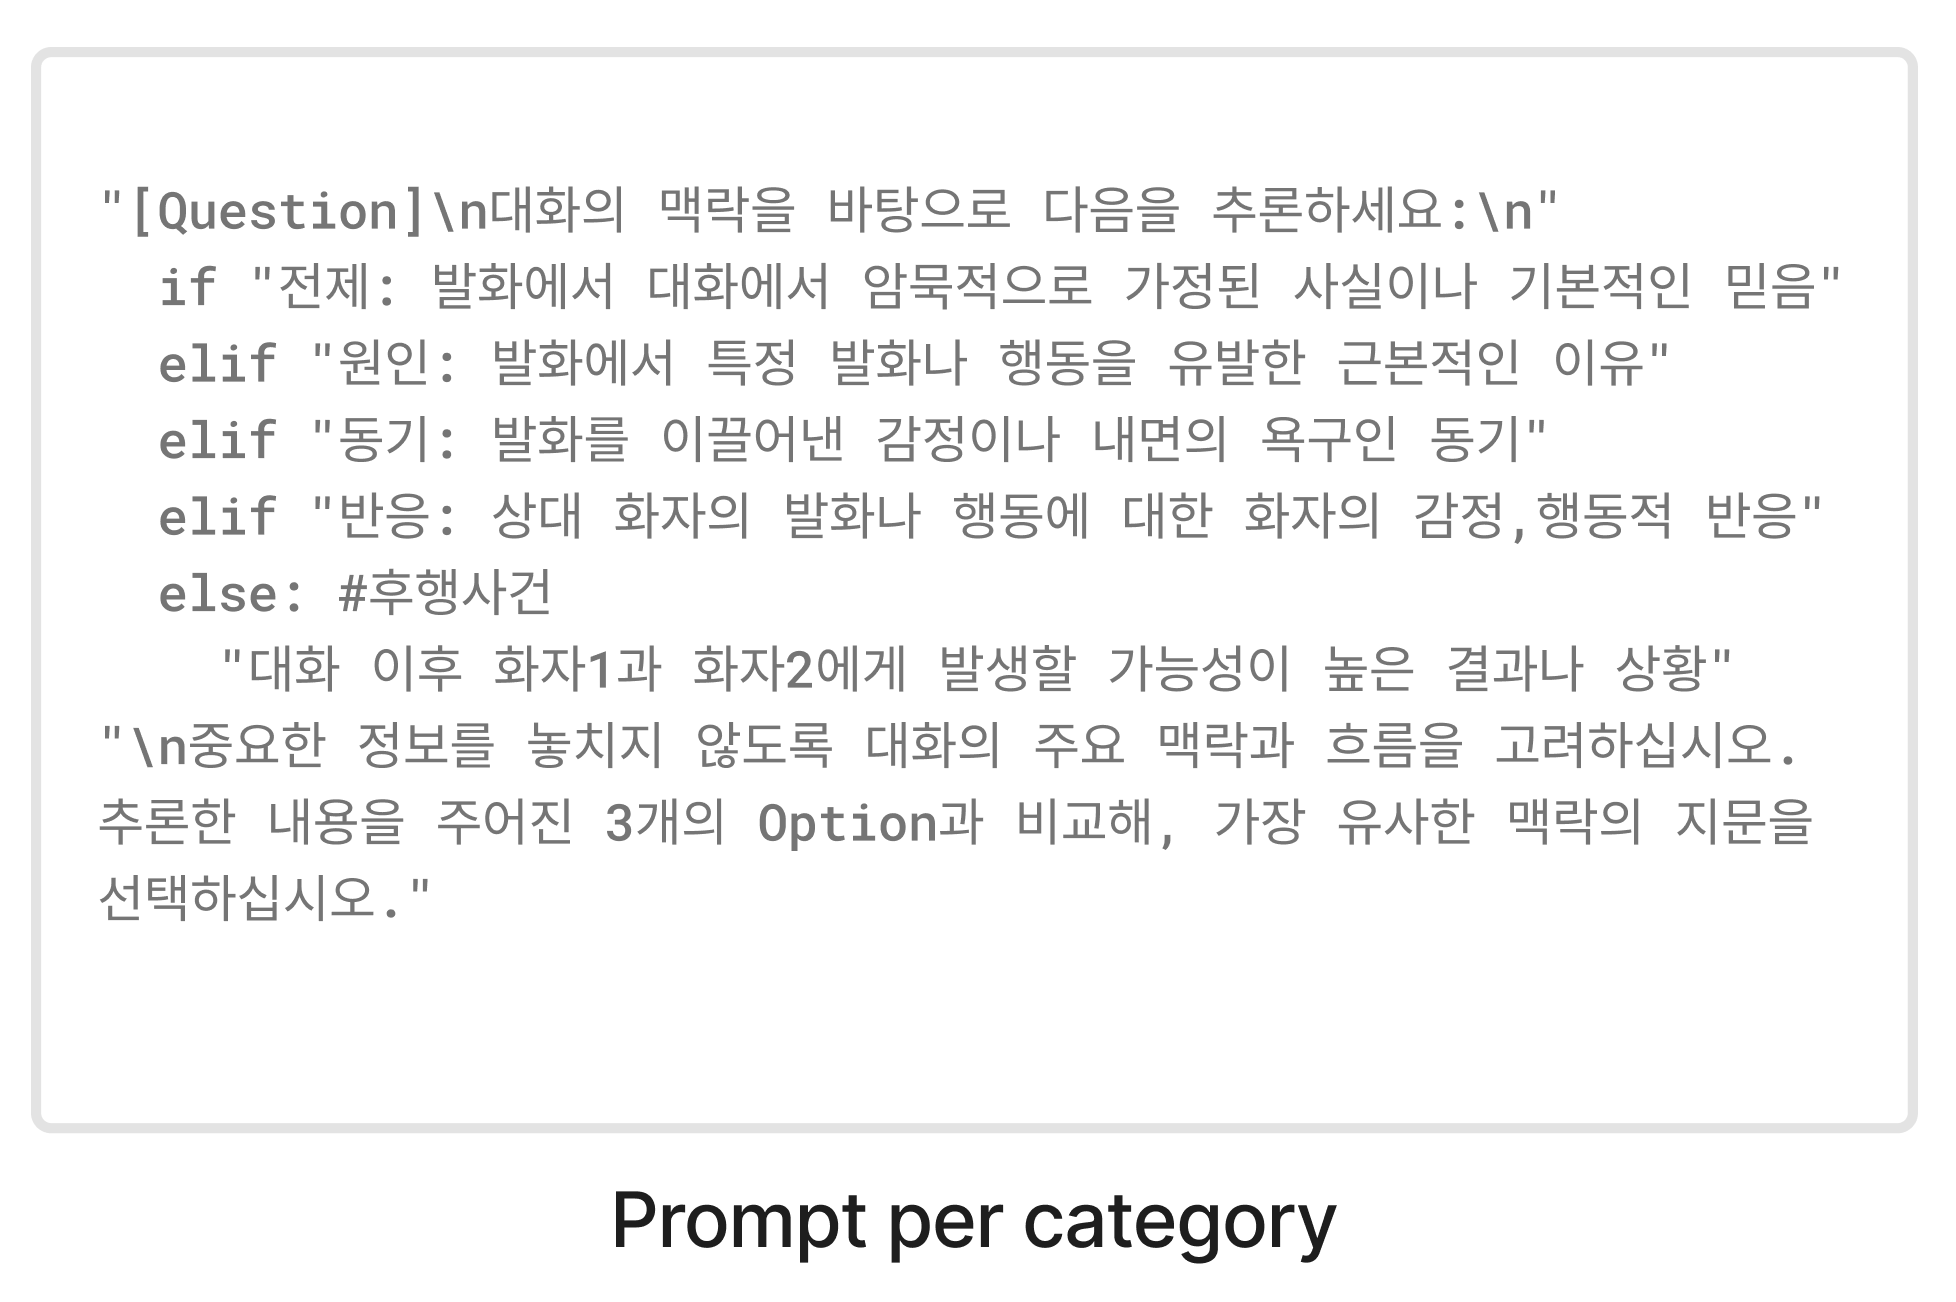 "[Question]\n대화의 맥락을 바탕으로 다음을 추론하세요:\n"
if "전제: 발화에서 대화에서 암묵적으로 가정된 사실이나 기본적인 믿음"
elif "원인: 발화에서 특정 발화나 행동을 유발한 근본적인 이유"
elif "동기: 발화를 이끌어낸 감정이나 내면의 욕구인 동기"
elif "반응: 상대 화자의 발화나 행동에 대한 화자의 감정,행동적 반응"
else: #후행사건
"대화 이후 화자1과 화자2에게 발생할 가능성이 높은 결과나 상황"
"\n중요한 정보를 놓치지 않도록 대화의 주요 맥락과 흐름을 고려하십시오.
추론한 내용을 주어진 3개의 Option과 비교해, 가장 유사한 맥락의 지문을
선택하십시오."
Prompt per category